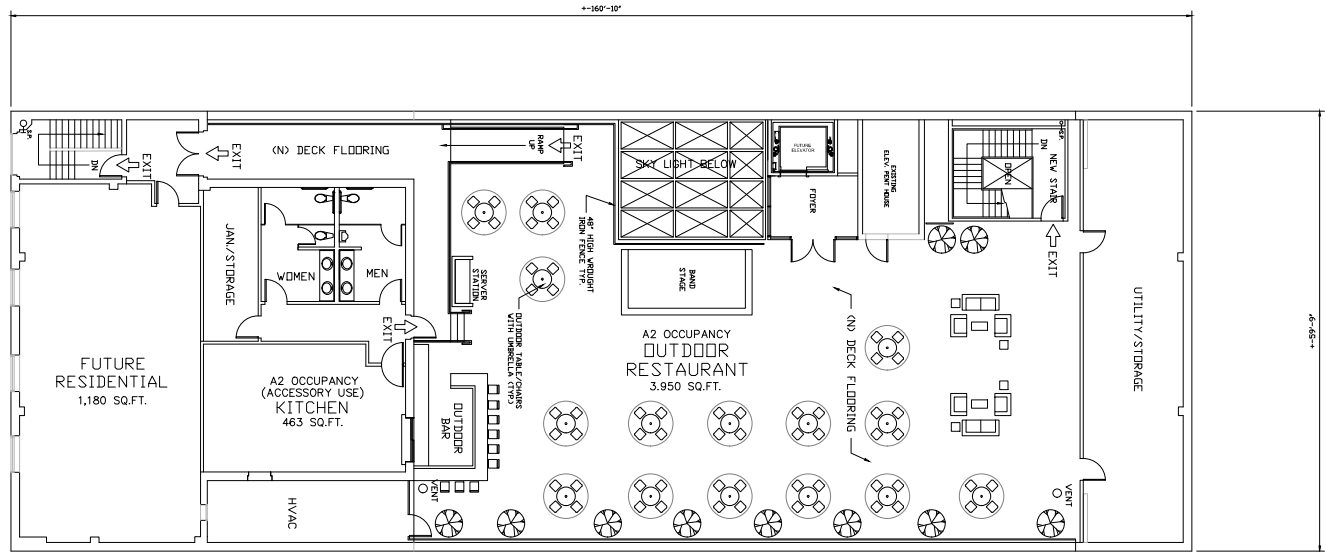 +-160'-10"
S.P.
DN
EXIT
EXIT
(N) DECK FLOORING
RAMP
UP
EXIT
SKY LIGHT BELOW
FUTURE
ELEVATOR
FOYER
EXISTING
ELEV. PENT HOUSE
DN
NEW STAIR
OPEN
EXIT
S.P.
48" HIGH WROUGHT
IRON FENCE TYP.
JAN./STORAGE
WOMEN
MEN
SERVER
STATION
BAND
STAGE
EXIT
OUTDOOR TABLE/CHAIRS
WITH UMBRELLA (TYP.)
A2 OCCUPANCY
OUTDOOR
RESTAURANT
3.950 SQ.FT.
(N) DECK FLOORING
UTILITY/STORAGE
+-59'-9"
FUTURE
RESIDENTIAL
1,180 SQ.FT.
A2 OCCUPANCY
(ACCESSORY USE)
KITCHEN
463 SQ.FT.
OUTDOOR
BAR
HVAC
VENT
VENT